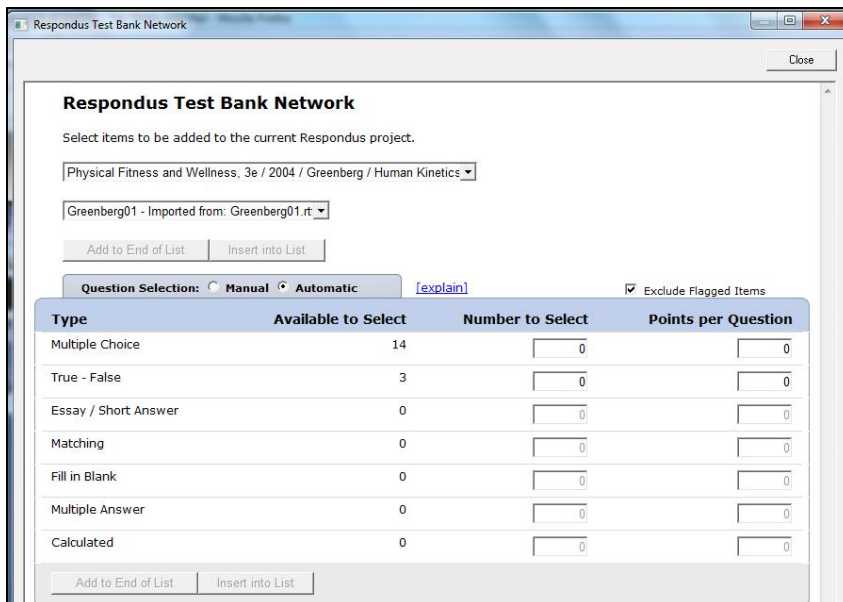 Respondus Test Bank Network
Close
Respondus Test Bank Network
Select items to be added to the current Respondus project.
Physical Fitness and Wellness, 3e / 2004 / Greenberg / Human Kinetics
Greenberg01 - Imported from: Greenberg01.rt
Add to End of List Insert into List
Question Selection: Manual Automatic [explain] Exclude Flagged Items
Type Available to Select Number to Select Points per Question
Multiple Choice 14 0 0
True - False 3 0 0
Essay / Short Answer 0 0 0
Matching 0 0 0
Fill in Blank 0 0 0
Multiple Answer 0 0 0
Calculated 0 0 0
Add to End of List Insert into List